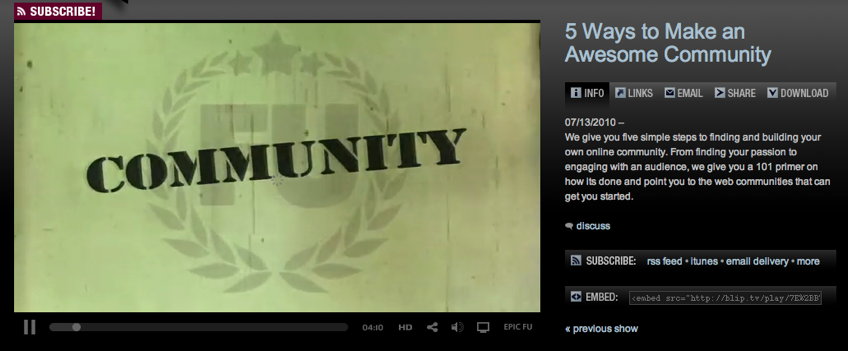 SUBSCRIBE!
FU
COMMUNITY
04:10 HD EPIC FU
5 Ways to Make an
Awesome Community
INFO LINKS EMAIL SHARE DOWNLOAD
07/13/2010 –
We give you five simple steps to finding and building your
own online community. From finding your passion to
engaging with an audience, we give you a 101 primer on
how its done and point you to the web communities that can
get you started.
discuss
SUBSCRIBE: rss feed • itunes • email delivery • more
EMBED: <embed src="http://blip.tv/play/7EW2BB
« previous show